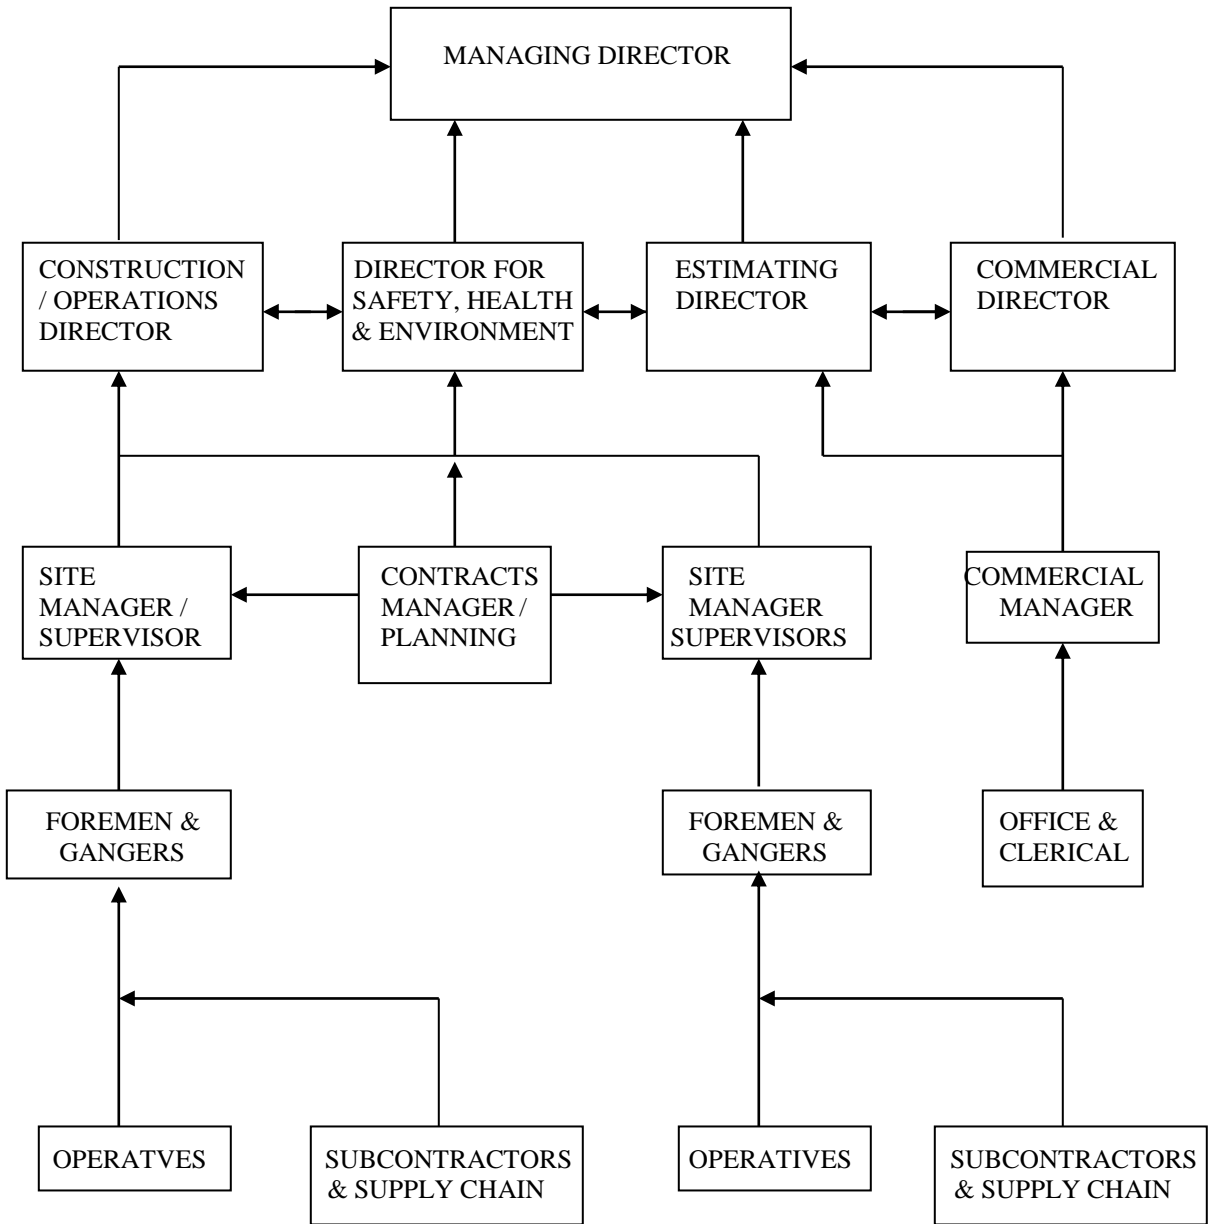 MANAGING DIRECTOR
CONSTRUCTION
/ OPERATIONS
DIRECTOR
DIRECTOR FOR
SAFETY, HEALTH
& ENVIRONMENT
ESTIMATING
DIRECTOR
COMMERCIAL
DIRECTOR
SITE
MANAGER /
SUPERVISOR
CONTRACTS
MANAGER /
PLANNING
SITE
MANAGER
SUPERVISORS
COMMERCIAL
MANAGER
FOREMEN &
GANGERS
FOREMEN &
GANGERS
OFFICE &
CLERICAL
OPERATVES
SUBCONTRACTORS
& SUPPLY CHAIN
OPERATIVES
SUBCONTRACTORS
& SUPPLY CHAIN